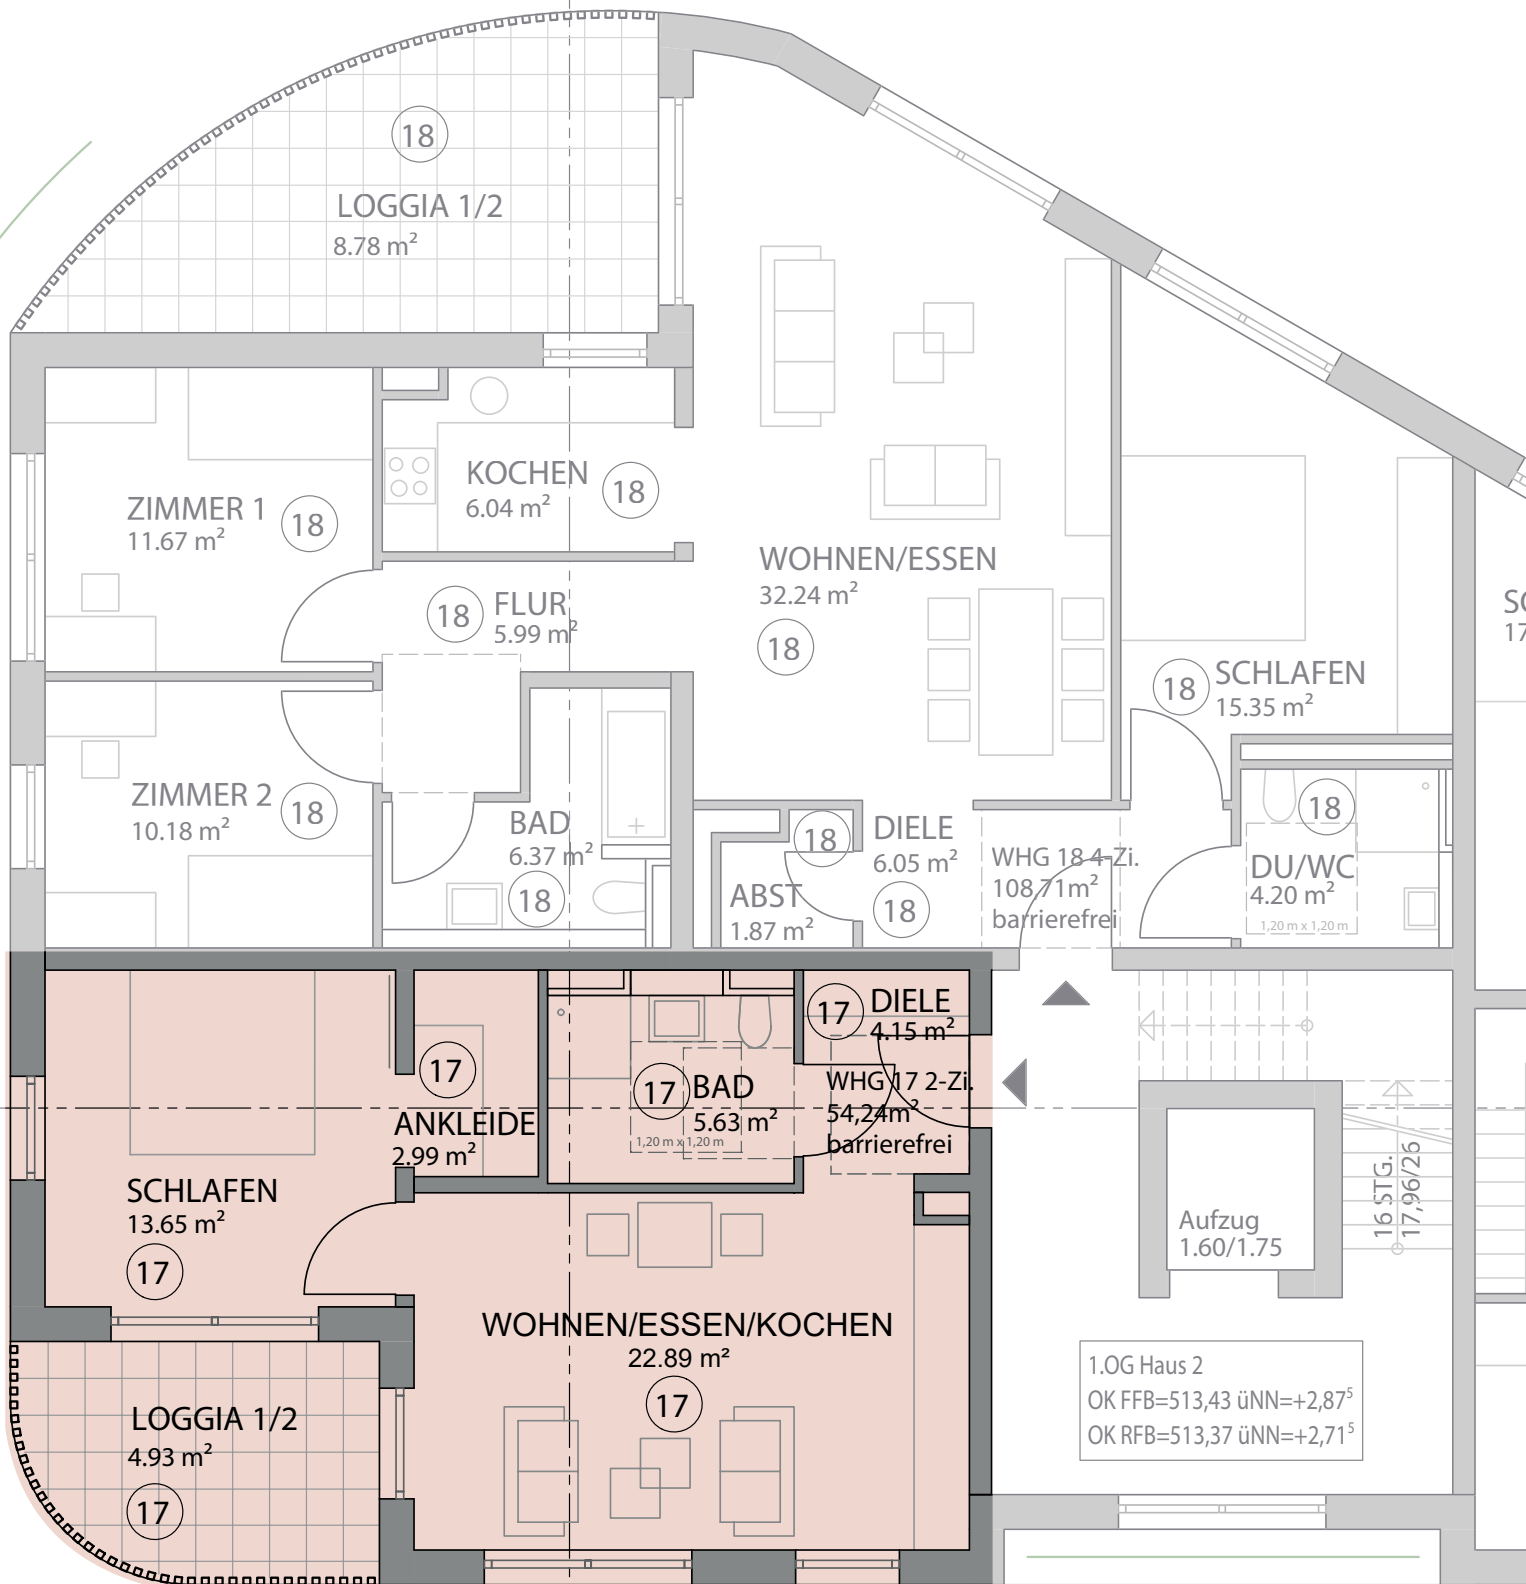 18
LOGGIA 1/2
8.78 m²
KOCHEN
6.04 m²
18
ZIMMER 1
11.67 m²
18
WOHNEN/ESSEN
32.24 m²
18
18
FLUR
5.99 m²
SCHLAFEN
15.35 m²
18
ZIMMER 2
10.18 m²
18
BAD
6.37 m²
18
18
ABST
1.87 m²
DIELE
6.05 m²
18
WHG 18 4-Zi.
108,71m²
barrierefrei
18
DU/WC
4.20 m²
1,20 m x 1,20 m
17
DIELE
4.15 m²
17
ANKLEIDE
2.99 m²
17
BAD
5.63 m²
1,20 m x 1,20 m
WHG 17 2-Zi.
54,24m²
barrierefrei
SCHLAFEN
13.65 m²
17
16 STG.
17,96/26
Aufzug
1.60/1.75
WOHNEN/ESSEN/KOCHEN
22.89 m²
17
LOGGIA 1/2
4.93 m²
17
1.OG Haus 2
OK FFB=513,43 üNN=+2,87⁵
OK RFB=513,37 üNN=+2,71⁵